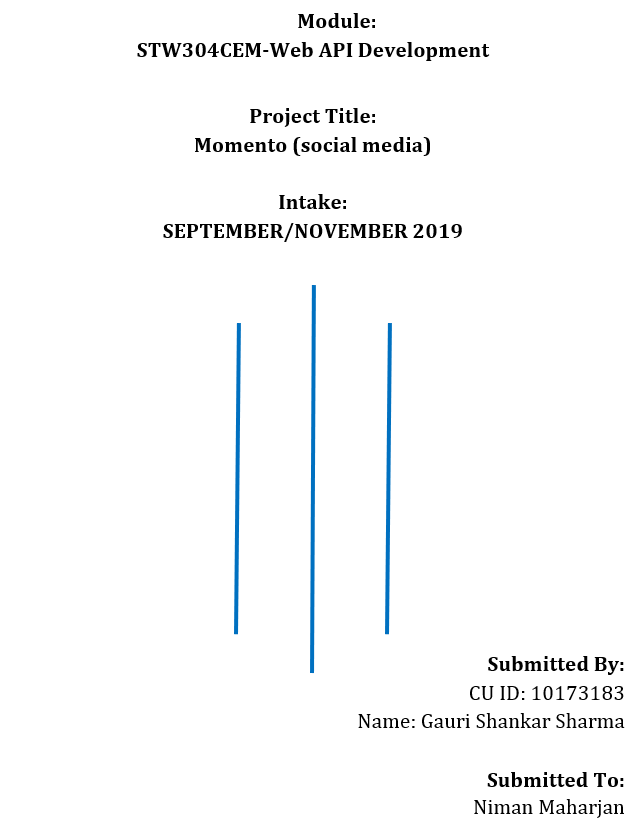 Module:
STW304CEM-Web API Development
Project Title:
Momento (social media)
Intake:
SEPTEMBER/NOVEMBER 2019
Submitted By:
CU ID: 10173183
Name: Gauri Shankar Sharma
Submitted To:
Niman Maharjan